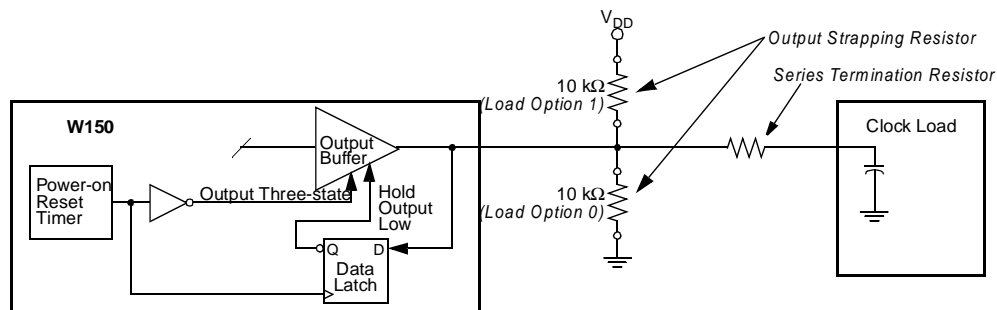 V_DD
Output Strapping Resistor
Series Termination Resistor
10 kΩ
(Load Option 1)
W150
Output
Buffer
Clock Load
Power-on
Reset
Timer
Output Three-state
Hold
Output
Low
10 kΩ
(Load Option 0)
Q D
Data
Latch